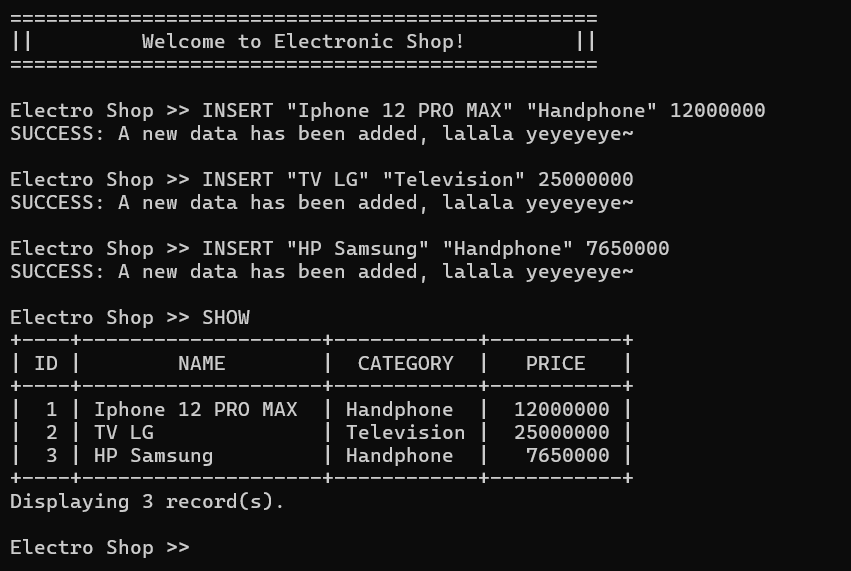 =================================================
||         Welcome to Electronic Shop!         ||
=================================================

Electro Shop >> INSERT "Iphone 12 PRO MAX" "Handphone" 12000000
SUCCESS: A new data has been added, lalala yeyeyeye~

Electro Shop >> INSERT "TV LG" "Television" 25000000
SUCCESS: A new data has been added, lalala yeyeyeye~

Electro Shop >> INSERT "HP Samsung" "Handphone" 7650000
SUCCESS: A new data has been added, lalala yeyeyeye~

Electro Shop >> SHOW
+----+--------------------+------------+-----------+
| ID |        NAME        |  CATEGORY  |   PRICE   |
+----+--------------------+------------+-----------+
|  1 | Iphone 12 PRO MAX  | Handphone  |  12000000 |
|  2 | TV LG              | Television |  25000000 |
|  3 | HP Samsung         | Handphone  |   7650000 |
+----+--------------------+------------+-----------+
Displaying 3 record(s).

Electro Shop >>